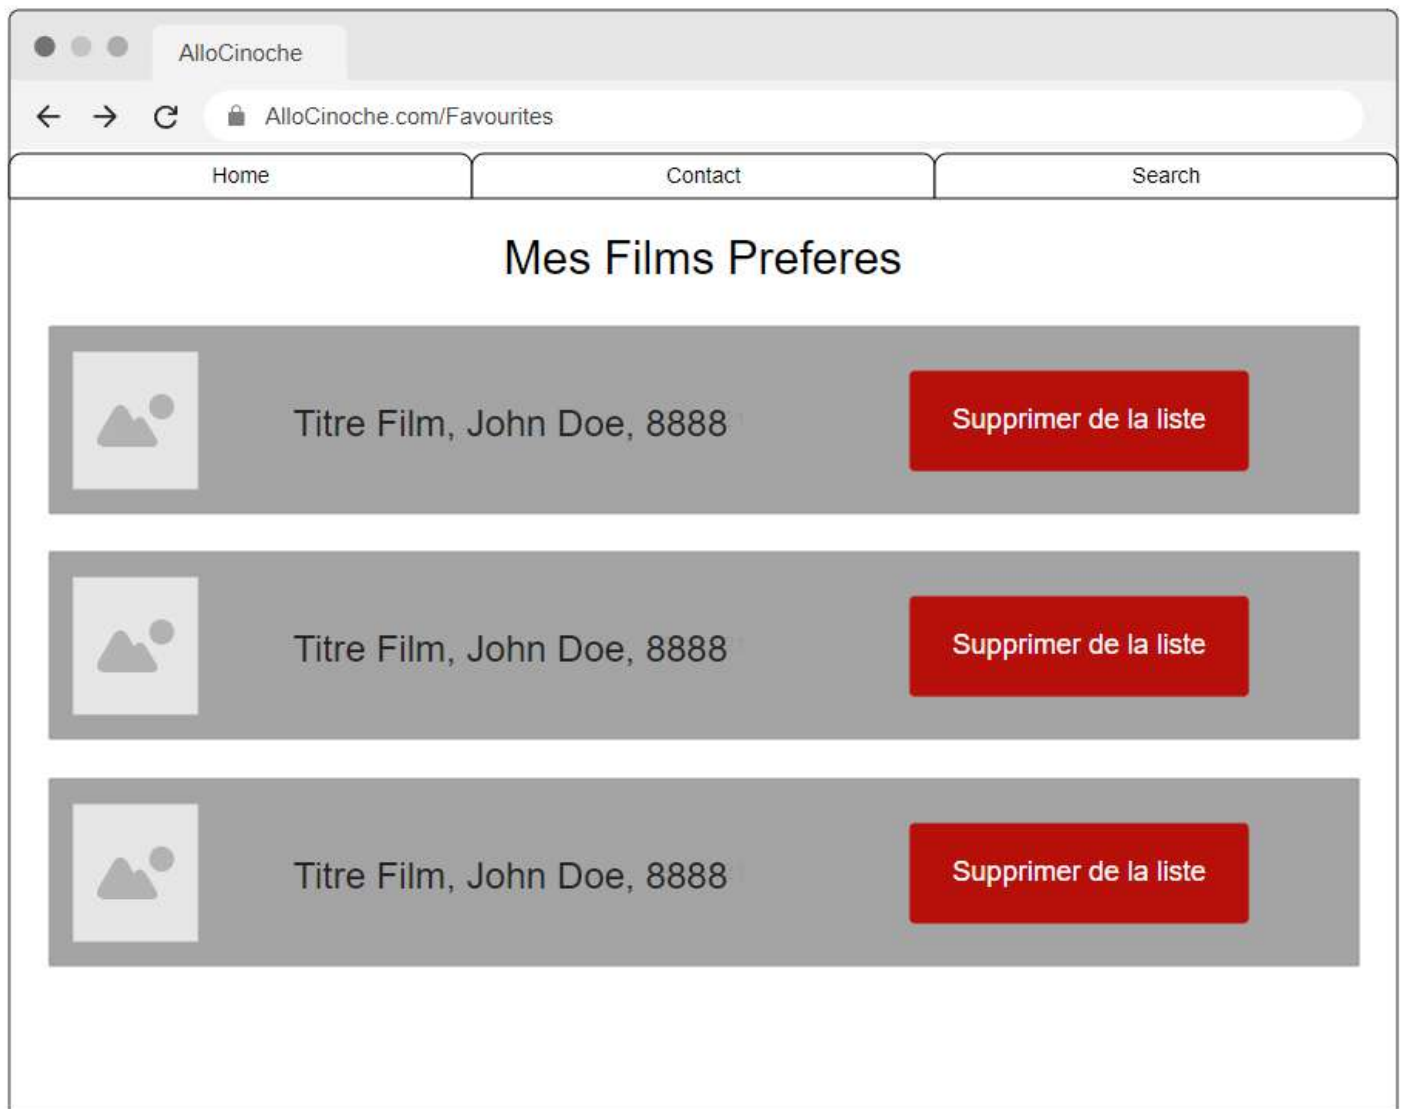 AlloCinoche
AlloCinoche.com/Favourites
Home Contact Search
Mes Films Preferes
Titre Film, John Doe, 8888
Supprimer de la liste
Titre Film, John Doe, 8888
Supprimer de la liste
Titre Film, John Doe, 8888
Supprimer de la liste